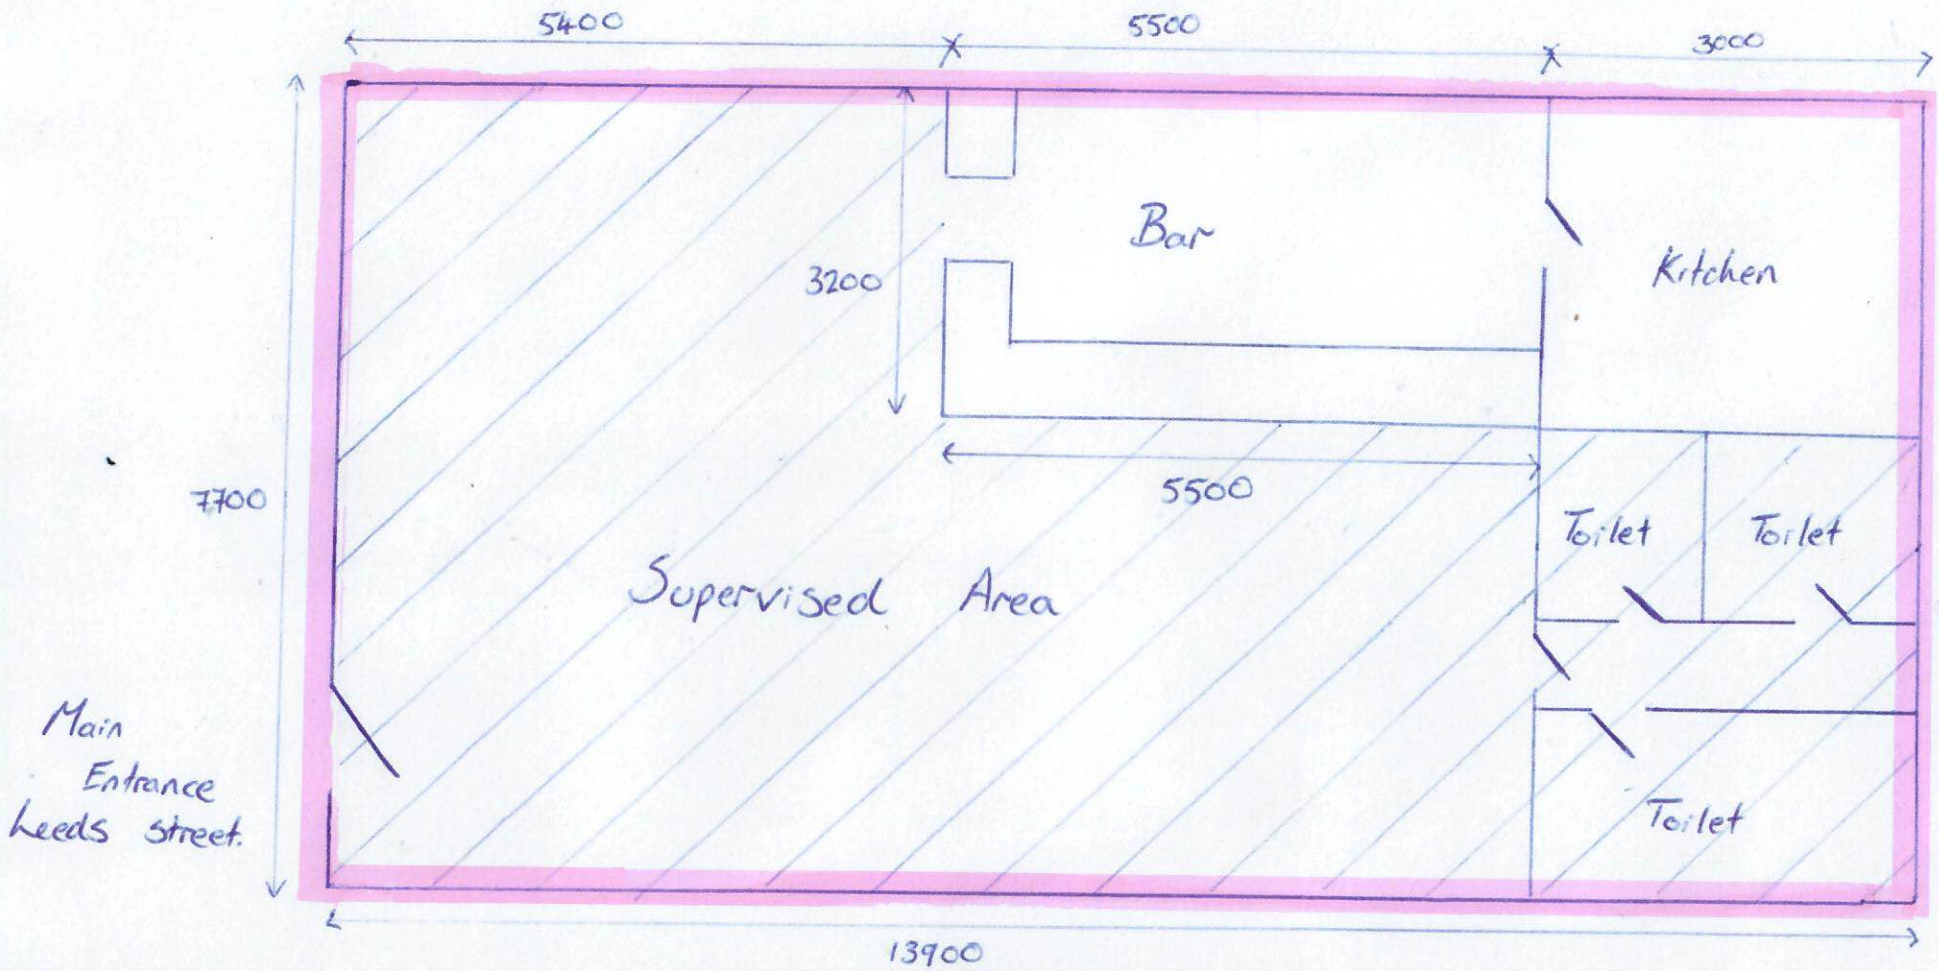 5400
5500
3000
Bar
Kitchen
3200
7700
5500
Toilet
Toilet
Supervised Area
Main
Entrance
Leeds street.
Toilet
13900